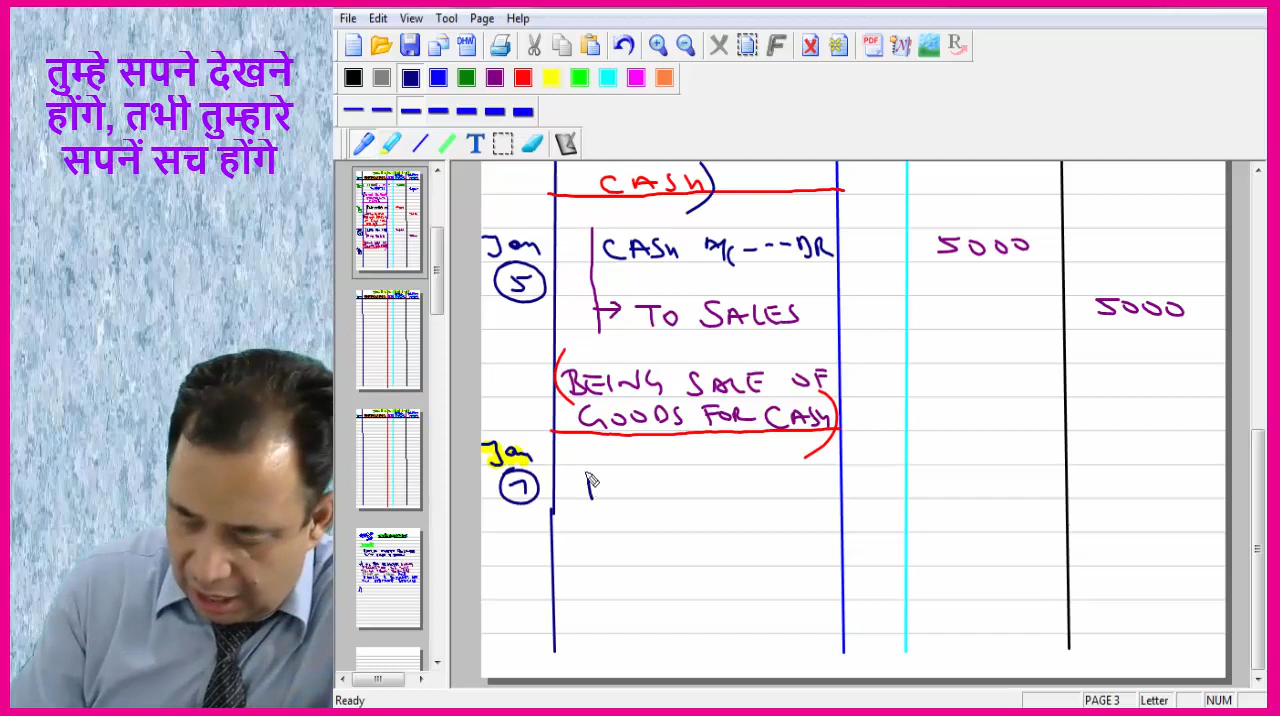 तुम्हे सपने देखने
होंगे, तभी तुम्हारे
सपनें सच होंगे
File Edit View Tool Page Help
CASH)
Jan CASH A/C ---DR 5000
5
→ TO SALES 5000
(BEING SALE OF
GOODS FOR CASH)
Jan
7
Ready PAGE 3 Letter NUM